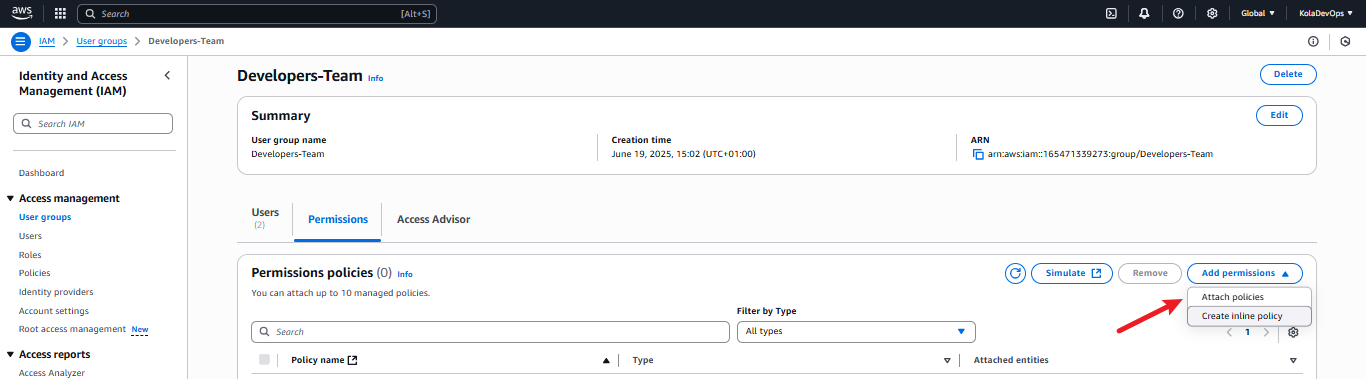 aws
Search [Alt+S]
Global ▼ KolaDevOps ▼
IAM > User groups > Developers-Team
Identity and Access Management (IAM)
Search IAM
Dashboard
Access management
User groups
Users
Roles
Policies
Identity providers
Account settings
Root access management New
Access reports
Access Analyzer
Developers-Team Info
Delete
Summary
Edit
User group name
Developers-Team
Creation time
June 19, 2025, 15:02 (UTC+01:00)
ARN
arn:aws:iam::165471339273:group/Developers-Team
Users (2)
Permissions
Access Advisor
Permissions policies (0) Info
You can attach up to 10 managed policies.
Simulate
Remove
Add permissions
Attach policies
Create inline policy
Filter by Type
Search
All types
1
Policy name
Type
Attached entities